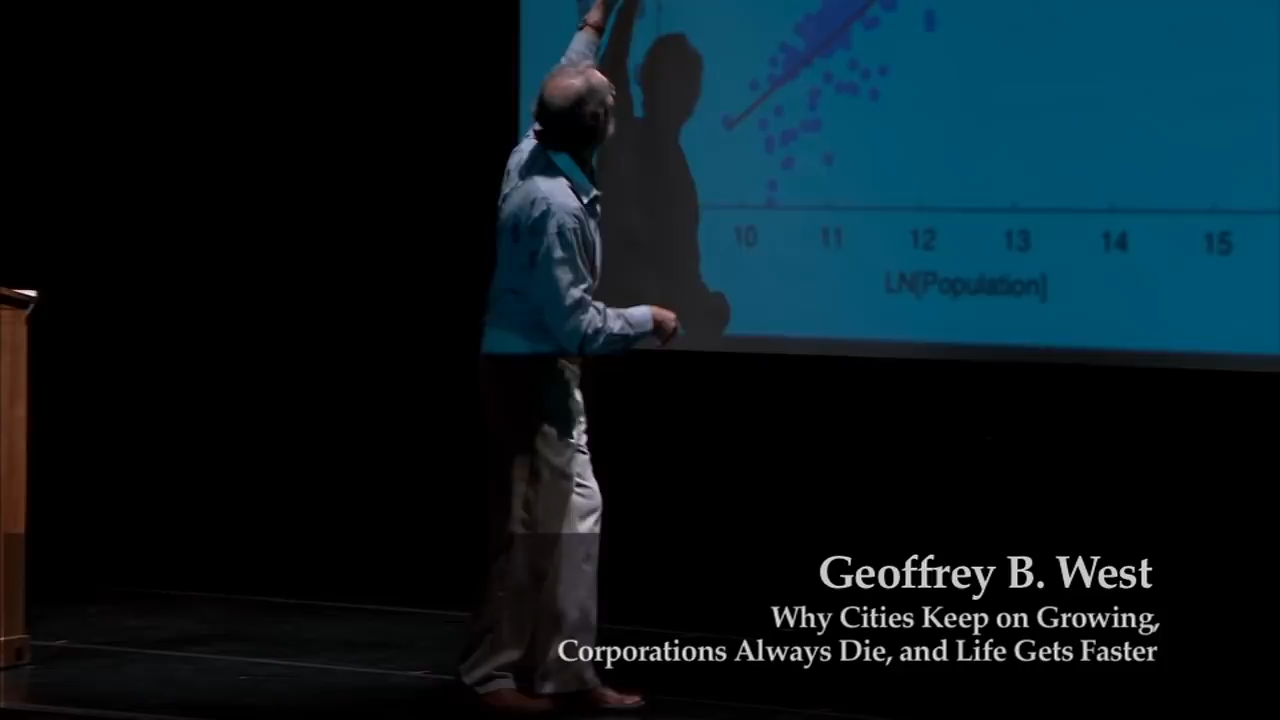 10 11 12 13 14 15
LN[Population]
Geoffrey B. West
Why Cities Keep on Growing,
Corporations Always Die, and Life Gets Faster